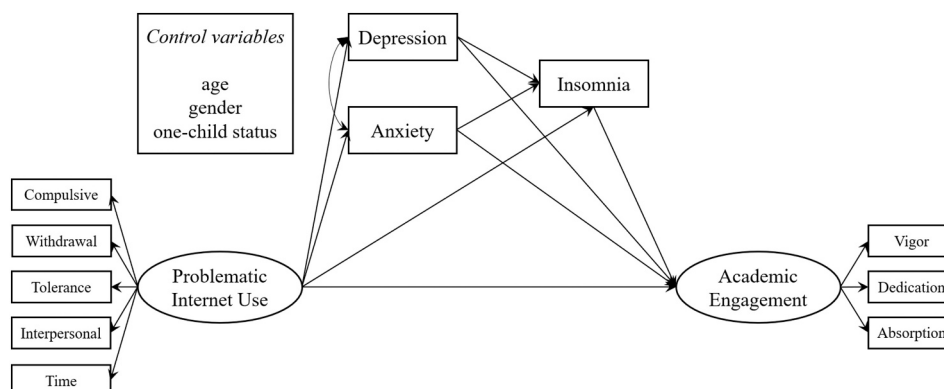 Control variables
age
gender
one-child status
Depression
Anxiety
Insomnia
Compulsive
Withdrawal
Tolerance
Interpersonal
Time
Problematic
Internet Use
Academic
Engagement
Vigor
Dedication
Absorption